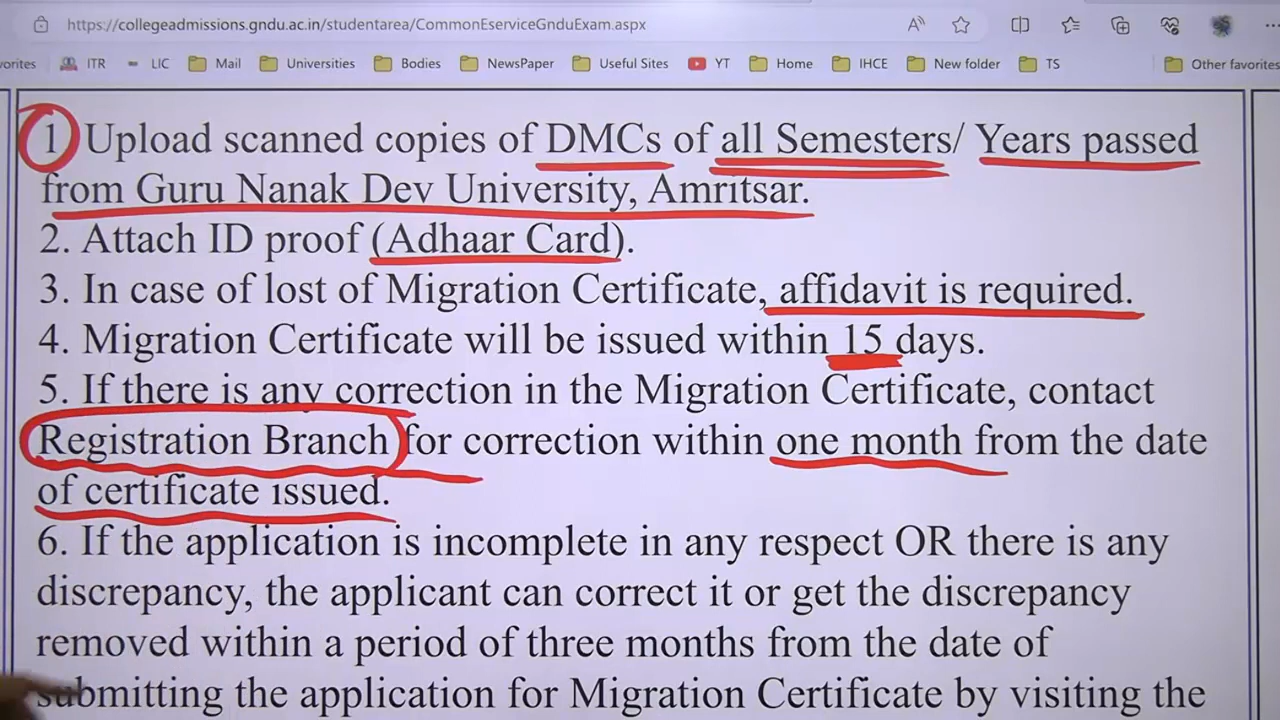 https://collegeadmissions.gndu.ac.in/studentarea/CommonEserviceGnduExam.aspx
vorites ITR LIC Mail Universities Bodies NewsPaper Useful Sites YT Home IHCE New folder TS Other favorites
1. Upload scanned copies of DMCs of all Semesters/ Years passed
from Guru Nanak Dev University, Amritsar.
2. Attach ID proof (Adhaar Card).
3. In case of lost of Migration Certificate, affidavit is required.
4. Migration Certificate will be issued within 15 days.
5. If there is any correction in the Migration Certificate, contact
Registration Branch for correction within one month from the date
of certificate issued.
6. If the application is incomplete in any respect OR there is any
discrepancy, the applicant can correct it or get the discrepancy
removed within a period of three months from the date of
submitting the application for Migration Certificate by visiting the